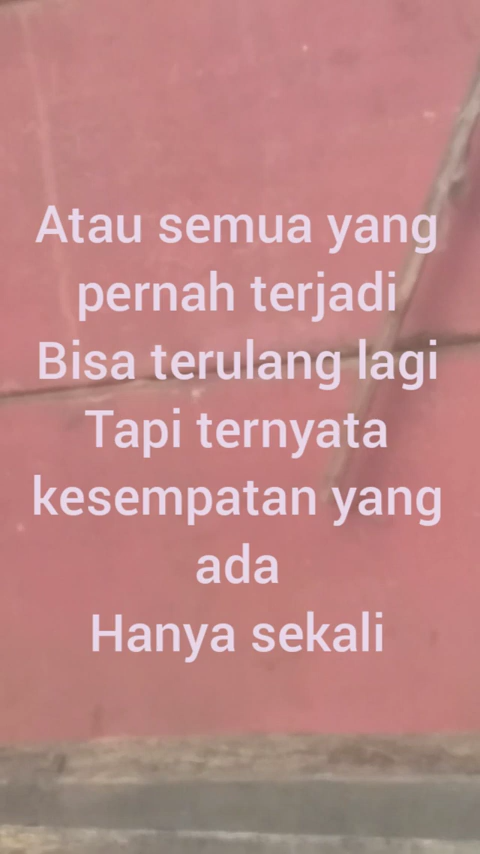 Atau semua yang
pernah terjadi
Bisa terulang lagi
Tapi ternyata
kesempatan yang
ada
Hanya sekali